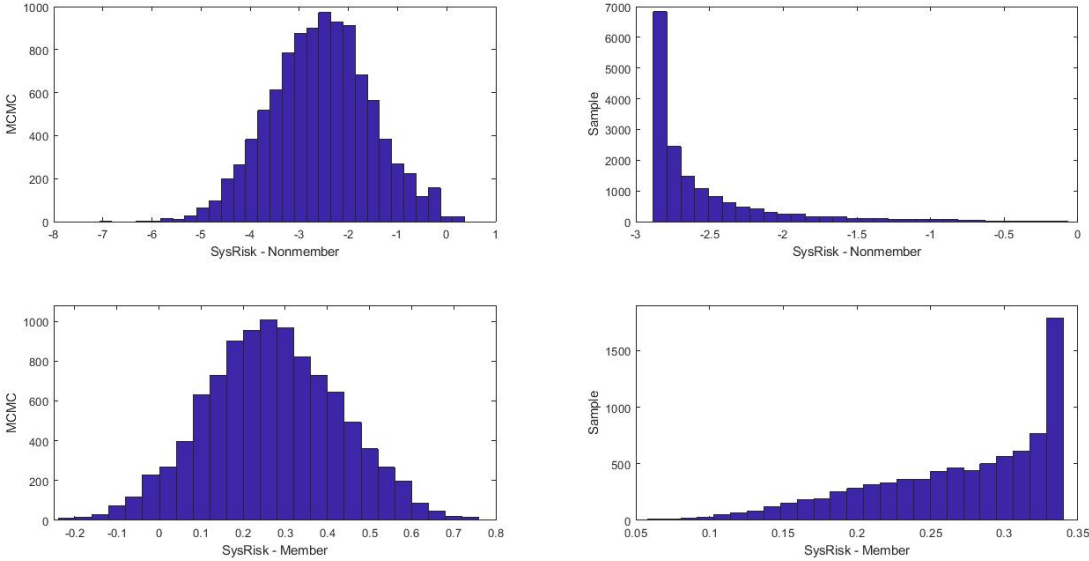 1000
800
600
400
200
0
MCMC
-8 -7 -6 -5 -4 -3 -2 -1 0 1
SysRisk - Nonmember
7000
6000
5000
4000
3000
2000
1000
0
Sample
-3 -2.5 -2 -1.5 -1 -0.5 0
SysRisk - Nonmember
1000
800
600
400
200
0
MCMC
-0.2 -0.1 0 0.1 0.2 0.3 0.4 0.5 0.6 0.7 0.8
SysRisk - Member
1500
1000
500
0
Sample
0.05 0.1 0.15 0.2 0.25 0.3 0.35
SysRisk - Member